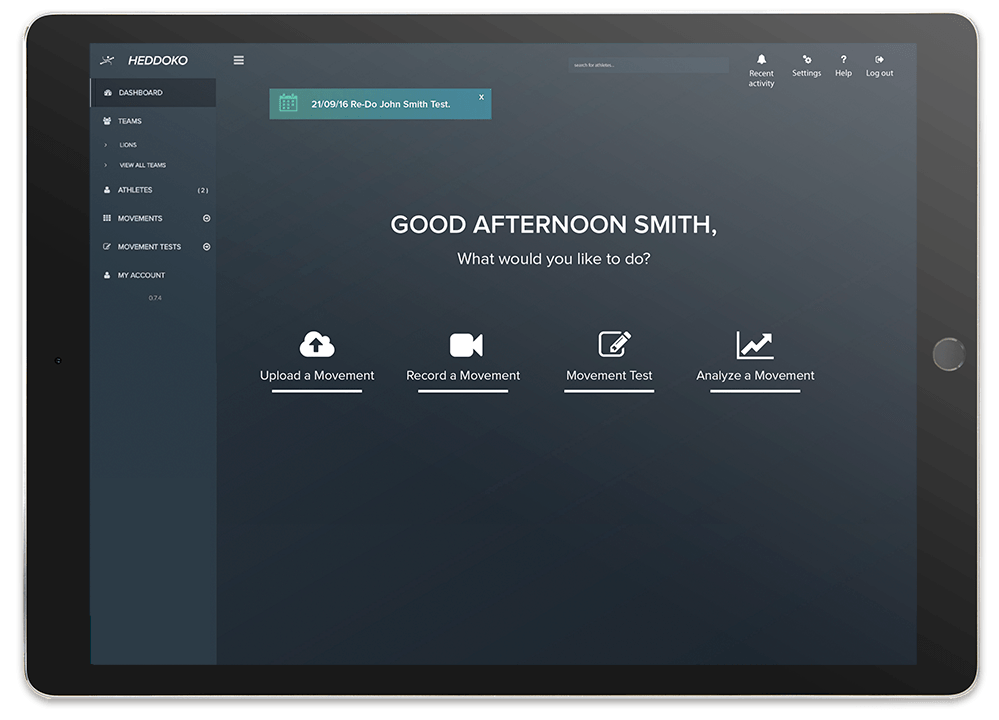 HEDDOKO
search for athletes...
Recent
activity
Settings
Help
Log out
DASHBOARD
TEAMS
LIONS
VIEW ALL TEAMS
ATHLETES (2)
MOVEMENTS
MOVEMENT TESTS
MY ACCOUNT
0.7.4
21/09/16 Re-Do John Smith Test.
x
GOOD AFTERNOON SMITH,
What would you like to do?
Upload a Movement
Record a Movement
Movement Test
Analyze a Movement